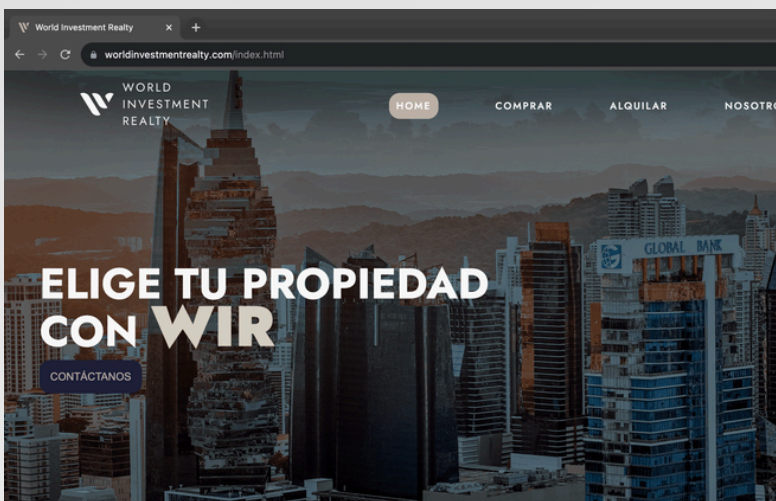 World Investment Realty
worldinvestmentrealty.com/index.html
WORLD
INVESTMENT
REALTY
HOME COMPRAR ALQUILAR NOSOTRO
GLOBAL BANK
ELIGE TU PROPIEDAD
CON WIR
CONTÁCTANOS